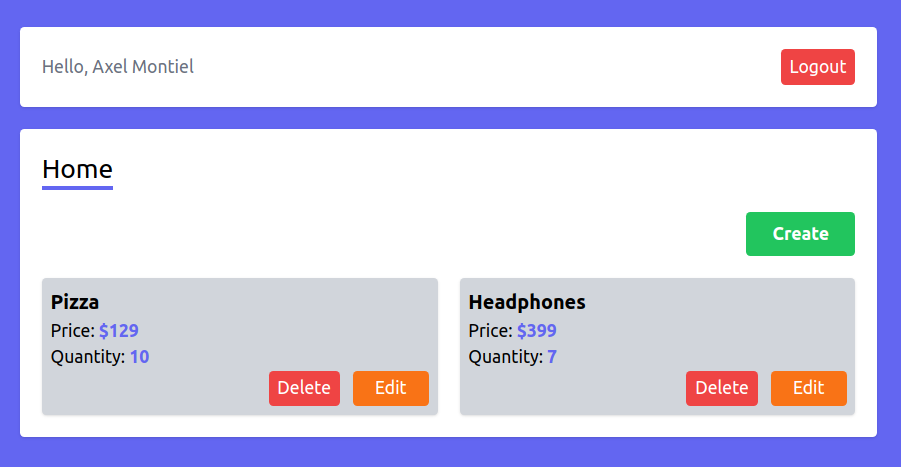 Hello, Axel Montiel
Logout
Home
Create
Pizza
Price: $129
Quantity: 10
Delete
Edit
Headphones
Price: $399
Quantity: 7
Delete
Edit